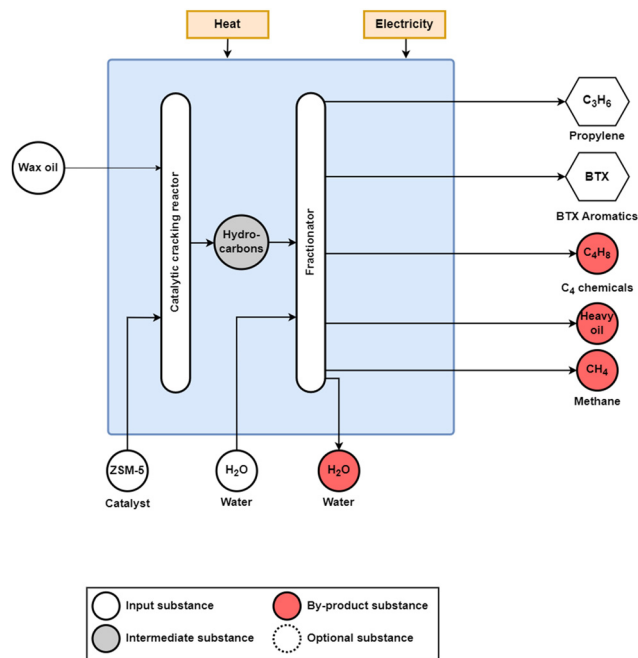 Heat
Electricity
C3H6
Propylene
Wax oil
BTX
BTX Aromatics
Catalytic cracking reactor
Hydro-
carbons
Fractionator
C4H8
C4 chemicals
Heavy
oil
CH4
Methane
ZSM-5
Catalyst
H2O
Water
H2O
Water
Input substance
By-product substance
Intermediate substance
Optional substance